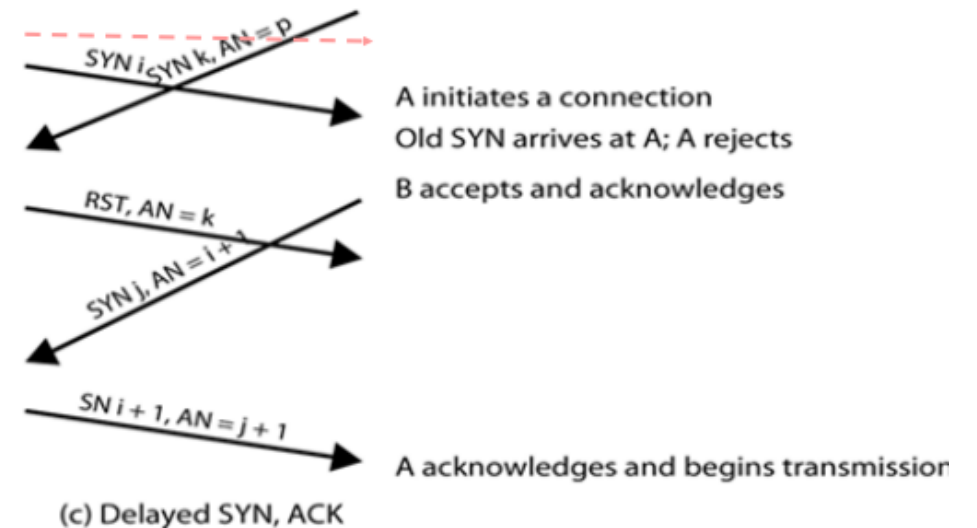 SYN i
SYN k, AN = p
A initiates a connection
Old SYN arrives at A; A rejects
B accepts and acknowledges
RST, AN = k
SYN j, AN = i + 1
SN i + 1, AN = j + 1
A acknowledges and begins transmission
(c) Delayed SYN, ACK